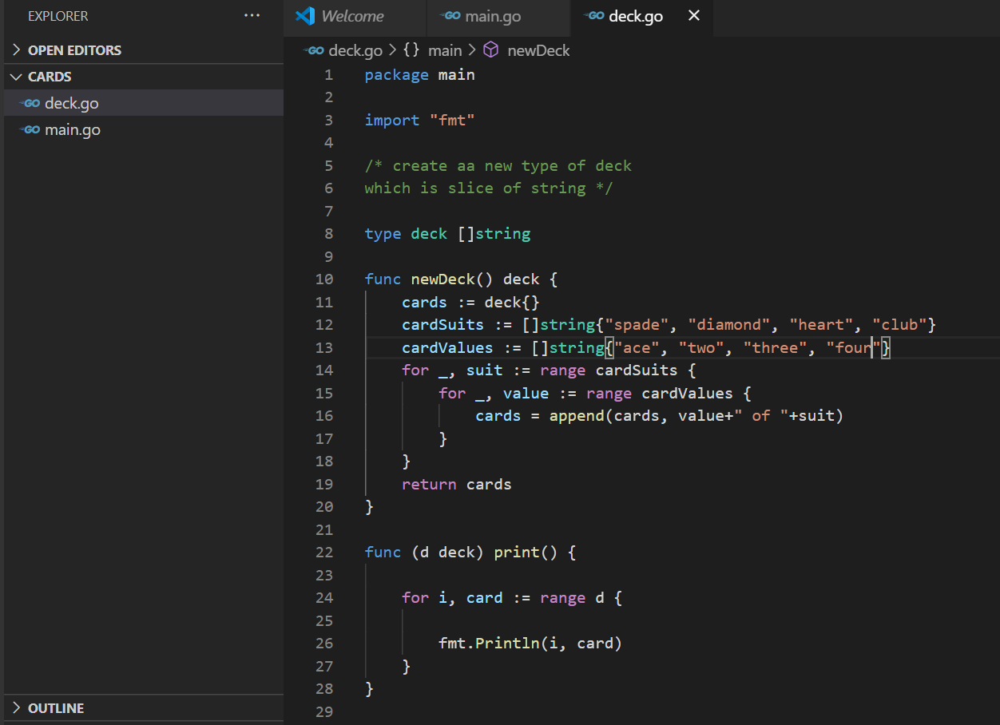 EXPLORER ···
OPEN EDITORS
CARDS
GO deck.go
GO main.go
OUTLINE
Welcome GO main.go GO deck.go ×
GO deck.go > {} main > newDeck
1 package main
2
3 import "fmt"
4
5 /* create aa new type of deck
6 which is slice of string */
7
8 type deck []string
9
10 func newDeck() deck {
11     cards := deck{}
12     cardSuits := []string{"spade", "diamond", "heart", "club"}
13     cardValues := []string{"ace", "two", "three", "four"}
14     for _, suit := range cardSuits {
15         for _, value := range cardValues {
16             cards = append(cards, value+" of "+suit)
17         }
18     }
19     return cards
20 }
21
22 func (d deck) print() {
23
24     for i, card := range d {
25
26         fmt.Println(i, card)
27     }
28 }
29